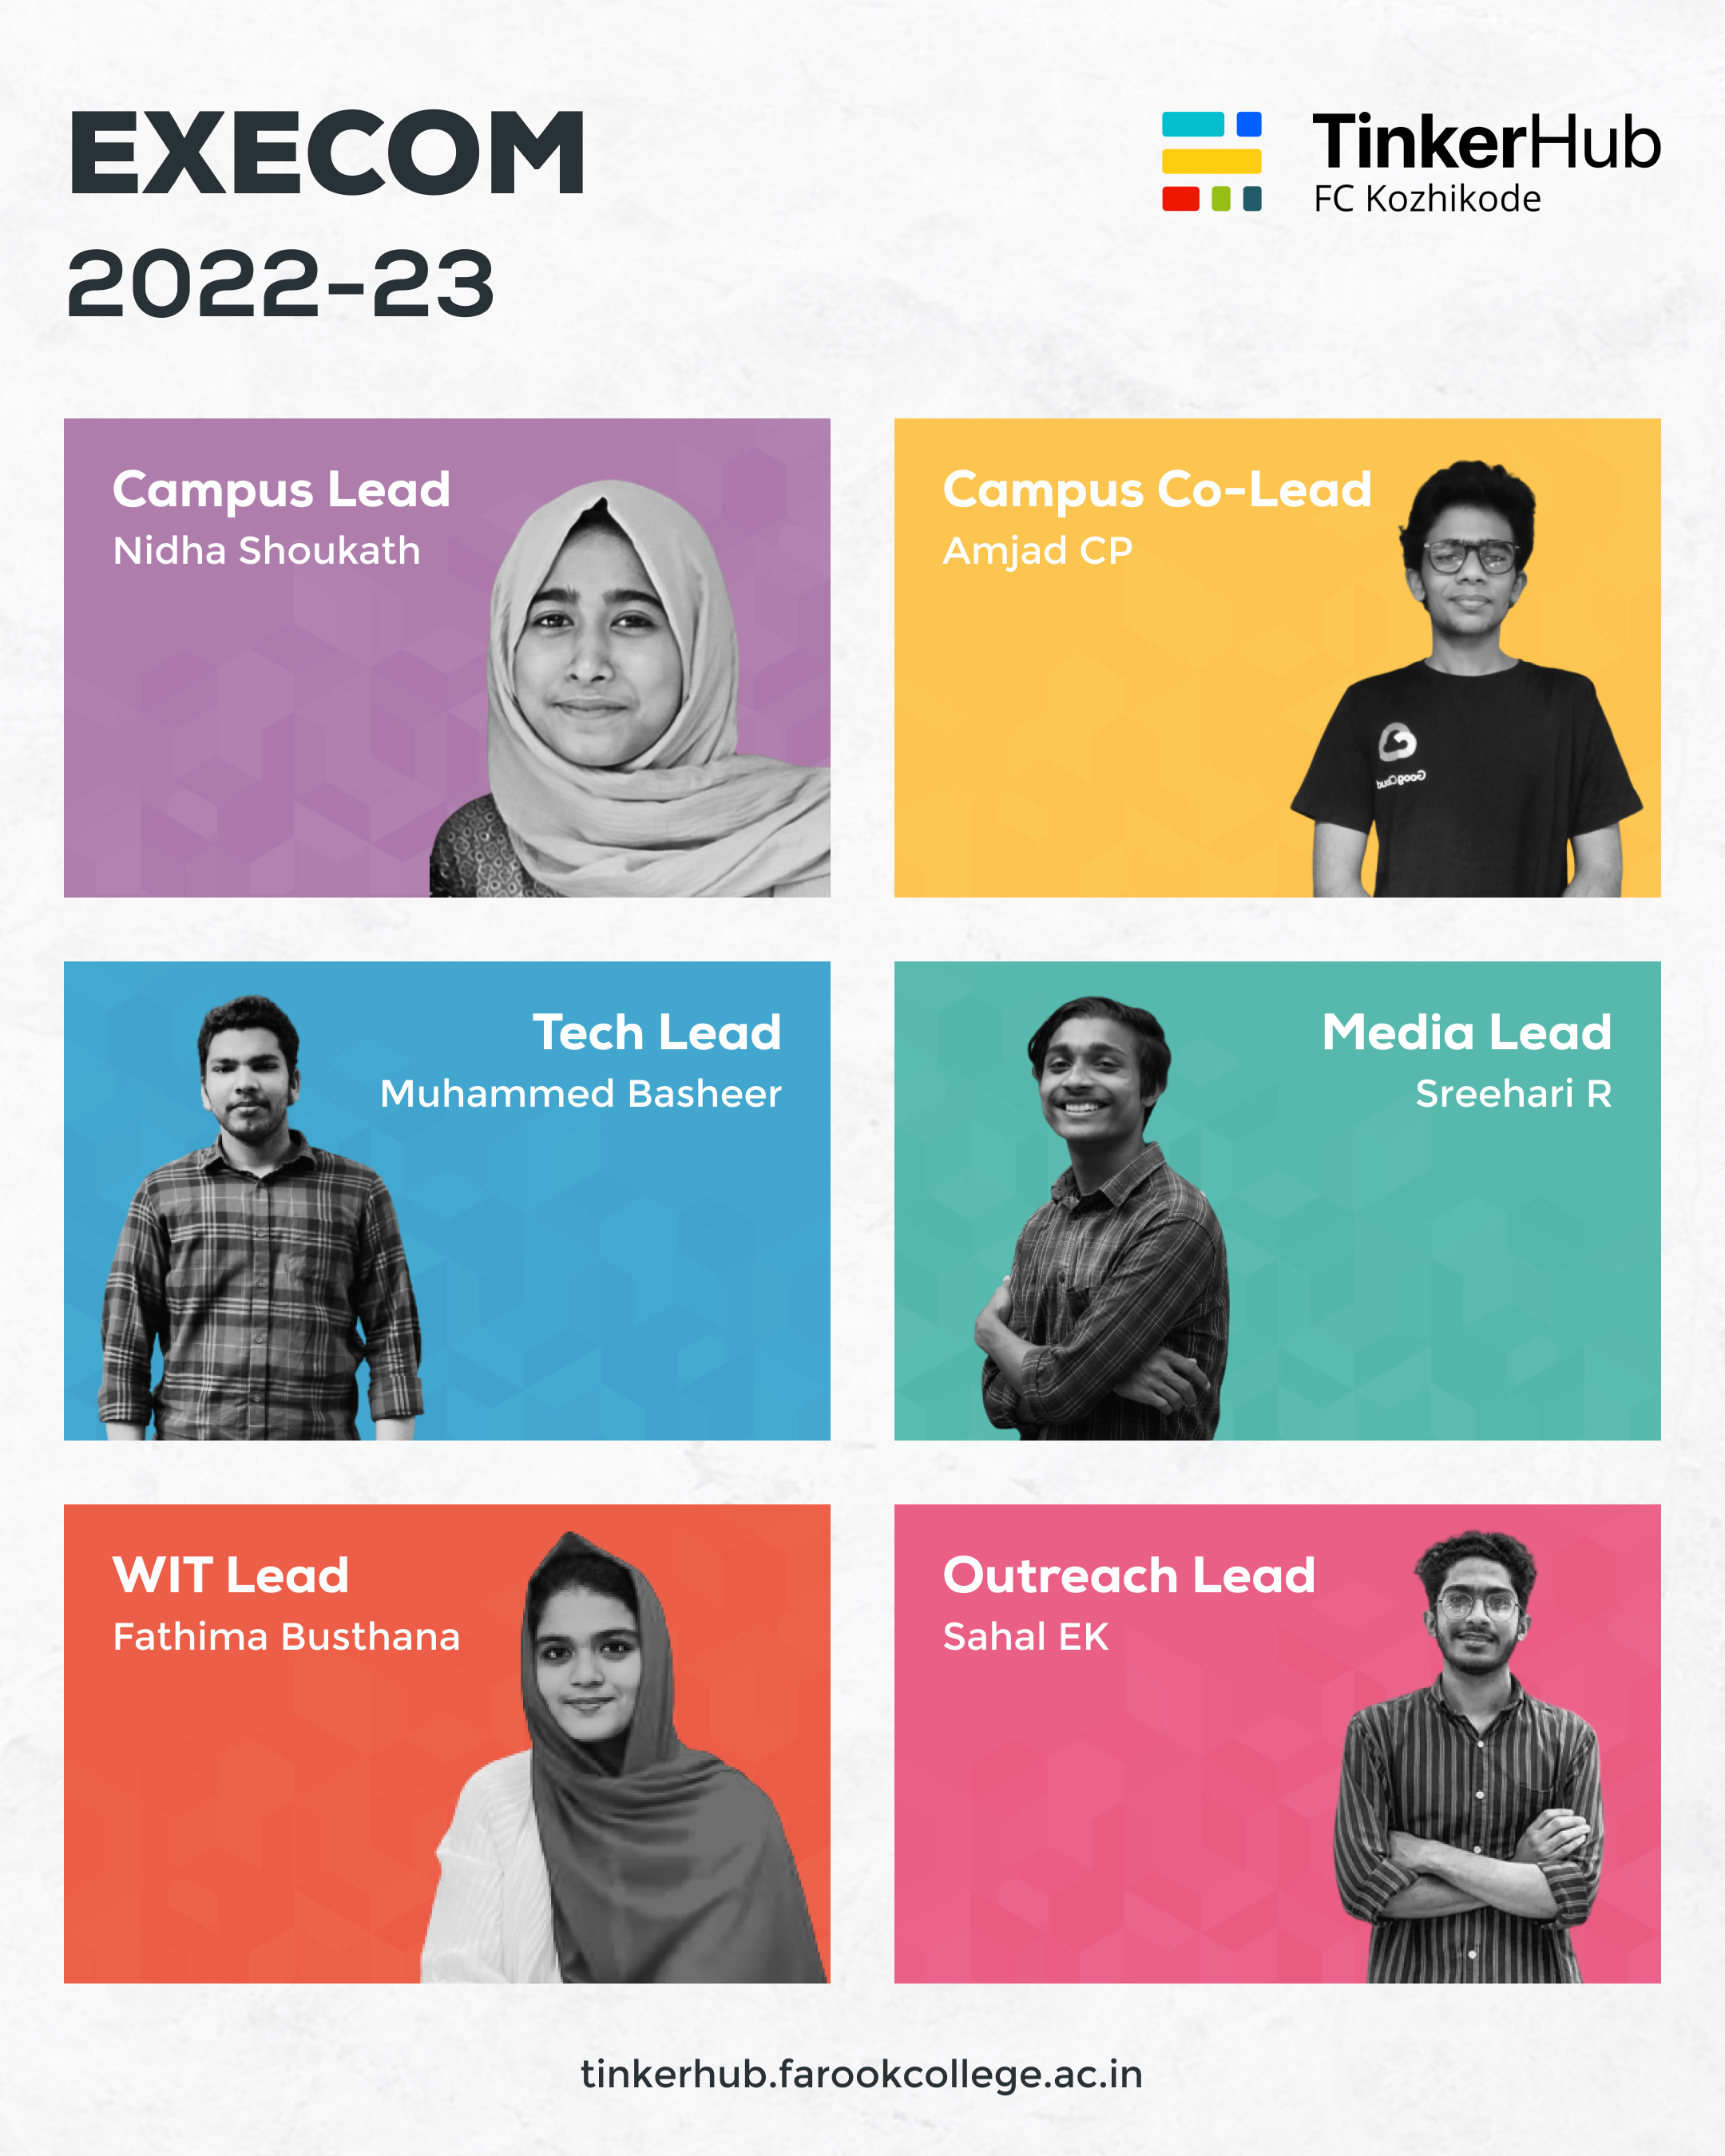 EXECOM
2022-23
TinkerHub
FC Kozhikode
Campus Lead
Nidha Shoukath
Campus Co-Lead
Amjad CP
Tech Lead
Muhammed Basheer
Media Lead
Sreehari R
WIT Lead
Fathima Busthana
Outreach Lead
Sahal EK
tinkerhub.farookcollege.ac.in